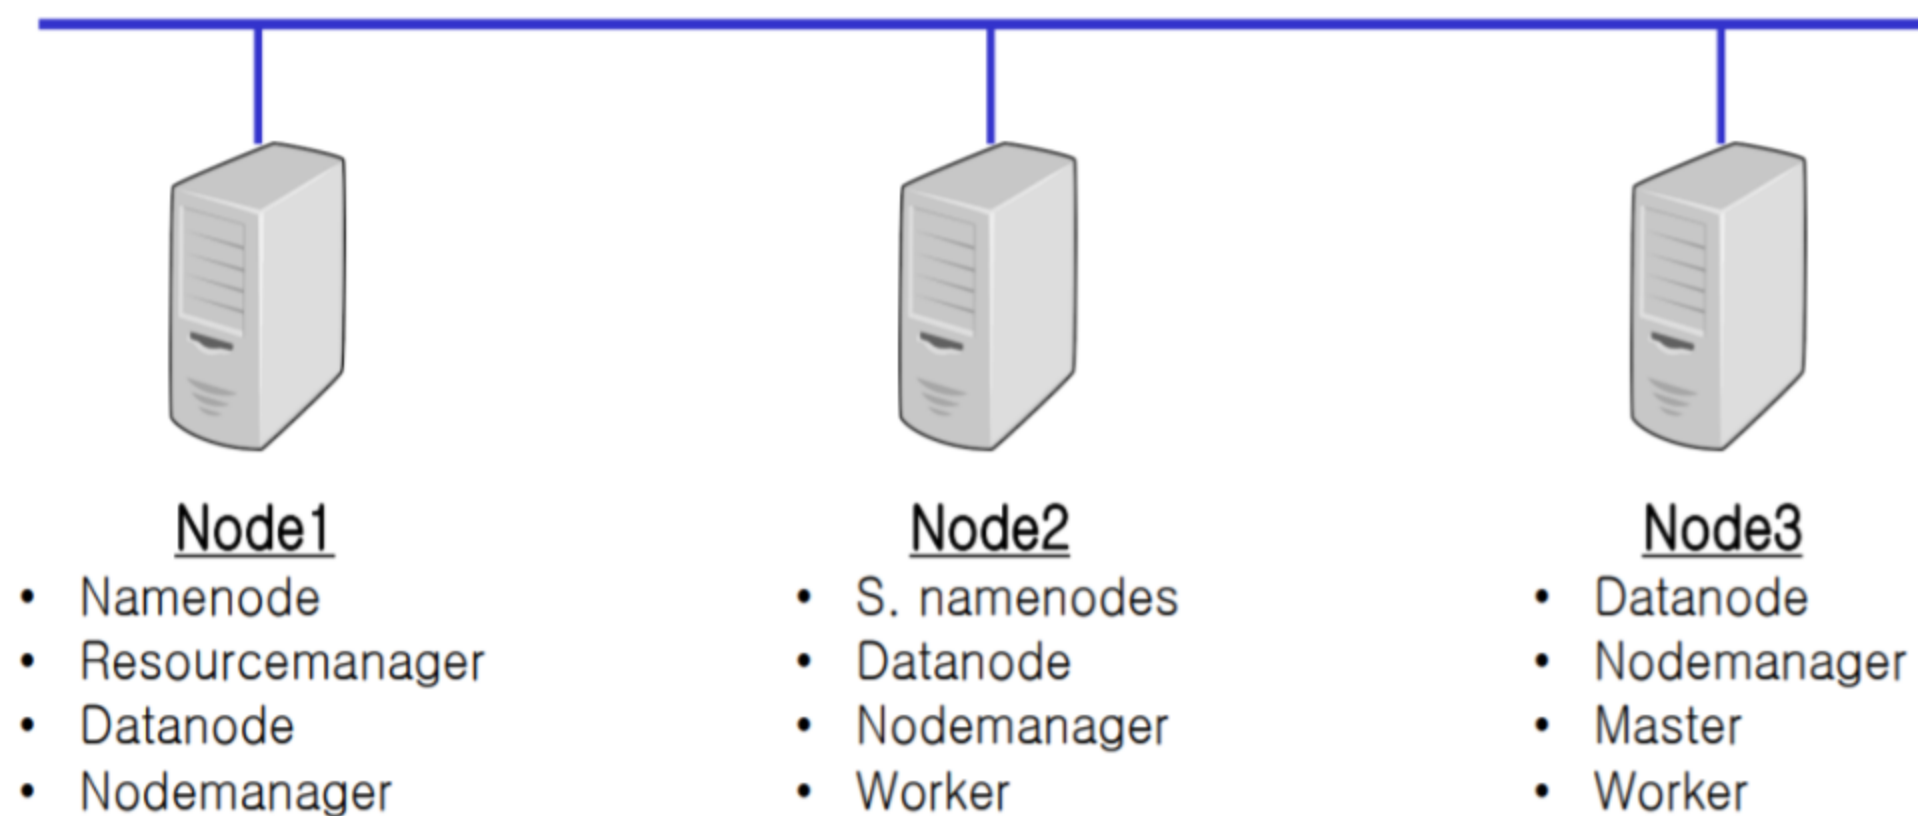 Node1
• Namenode
• Resourcemanager
• Datanode
• Nodemanager
Node2
• S. namenodes
• Datanode
• Nodemanager
• Worker
Node3
• Datanode
• Nodemanager
• Master
• Worker